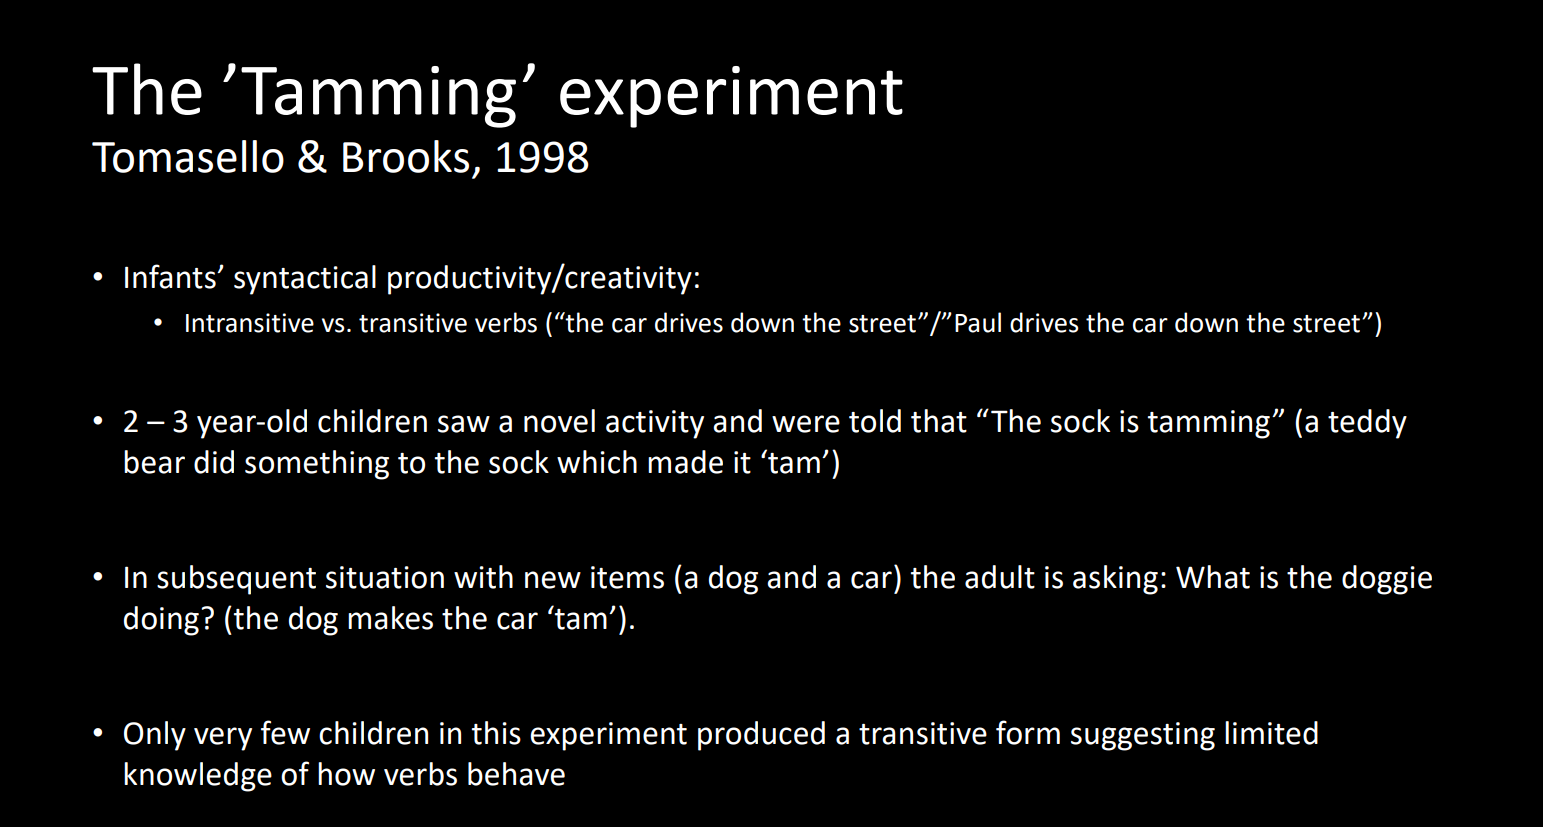 The ’Tamming’ experiment
Tomasello & Brooks, 1998
• Infants’ syntactical productivity/creativity:
• Intransitive vs. transitive verbs (“the car drives down the street”/”Paul drives the car down the street”)
• 2 – 3 year-old children saw a novel activity and were told that “The sock is tamming” (a teddy
bear did something to the sock which made it ‘tam’)
• In subsequent situation with new items (a dog and a car) the adult is asking: What is the doggie
doing? (the dog makes the car ‘tam’).
• Only very few children in this experiment produced a transitive form suggesting limited
knowledge of how verbs behave